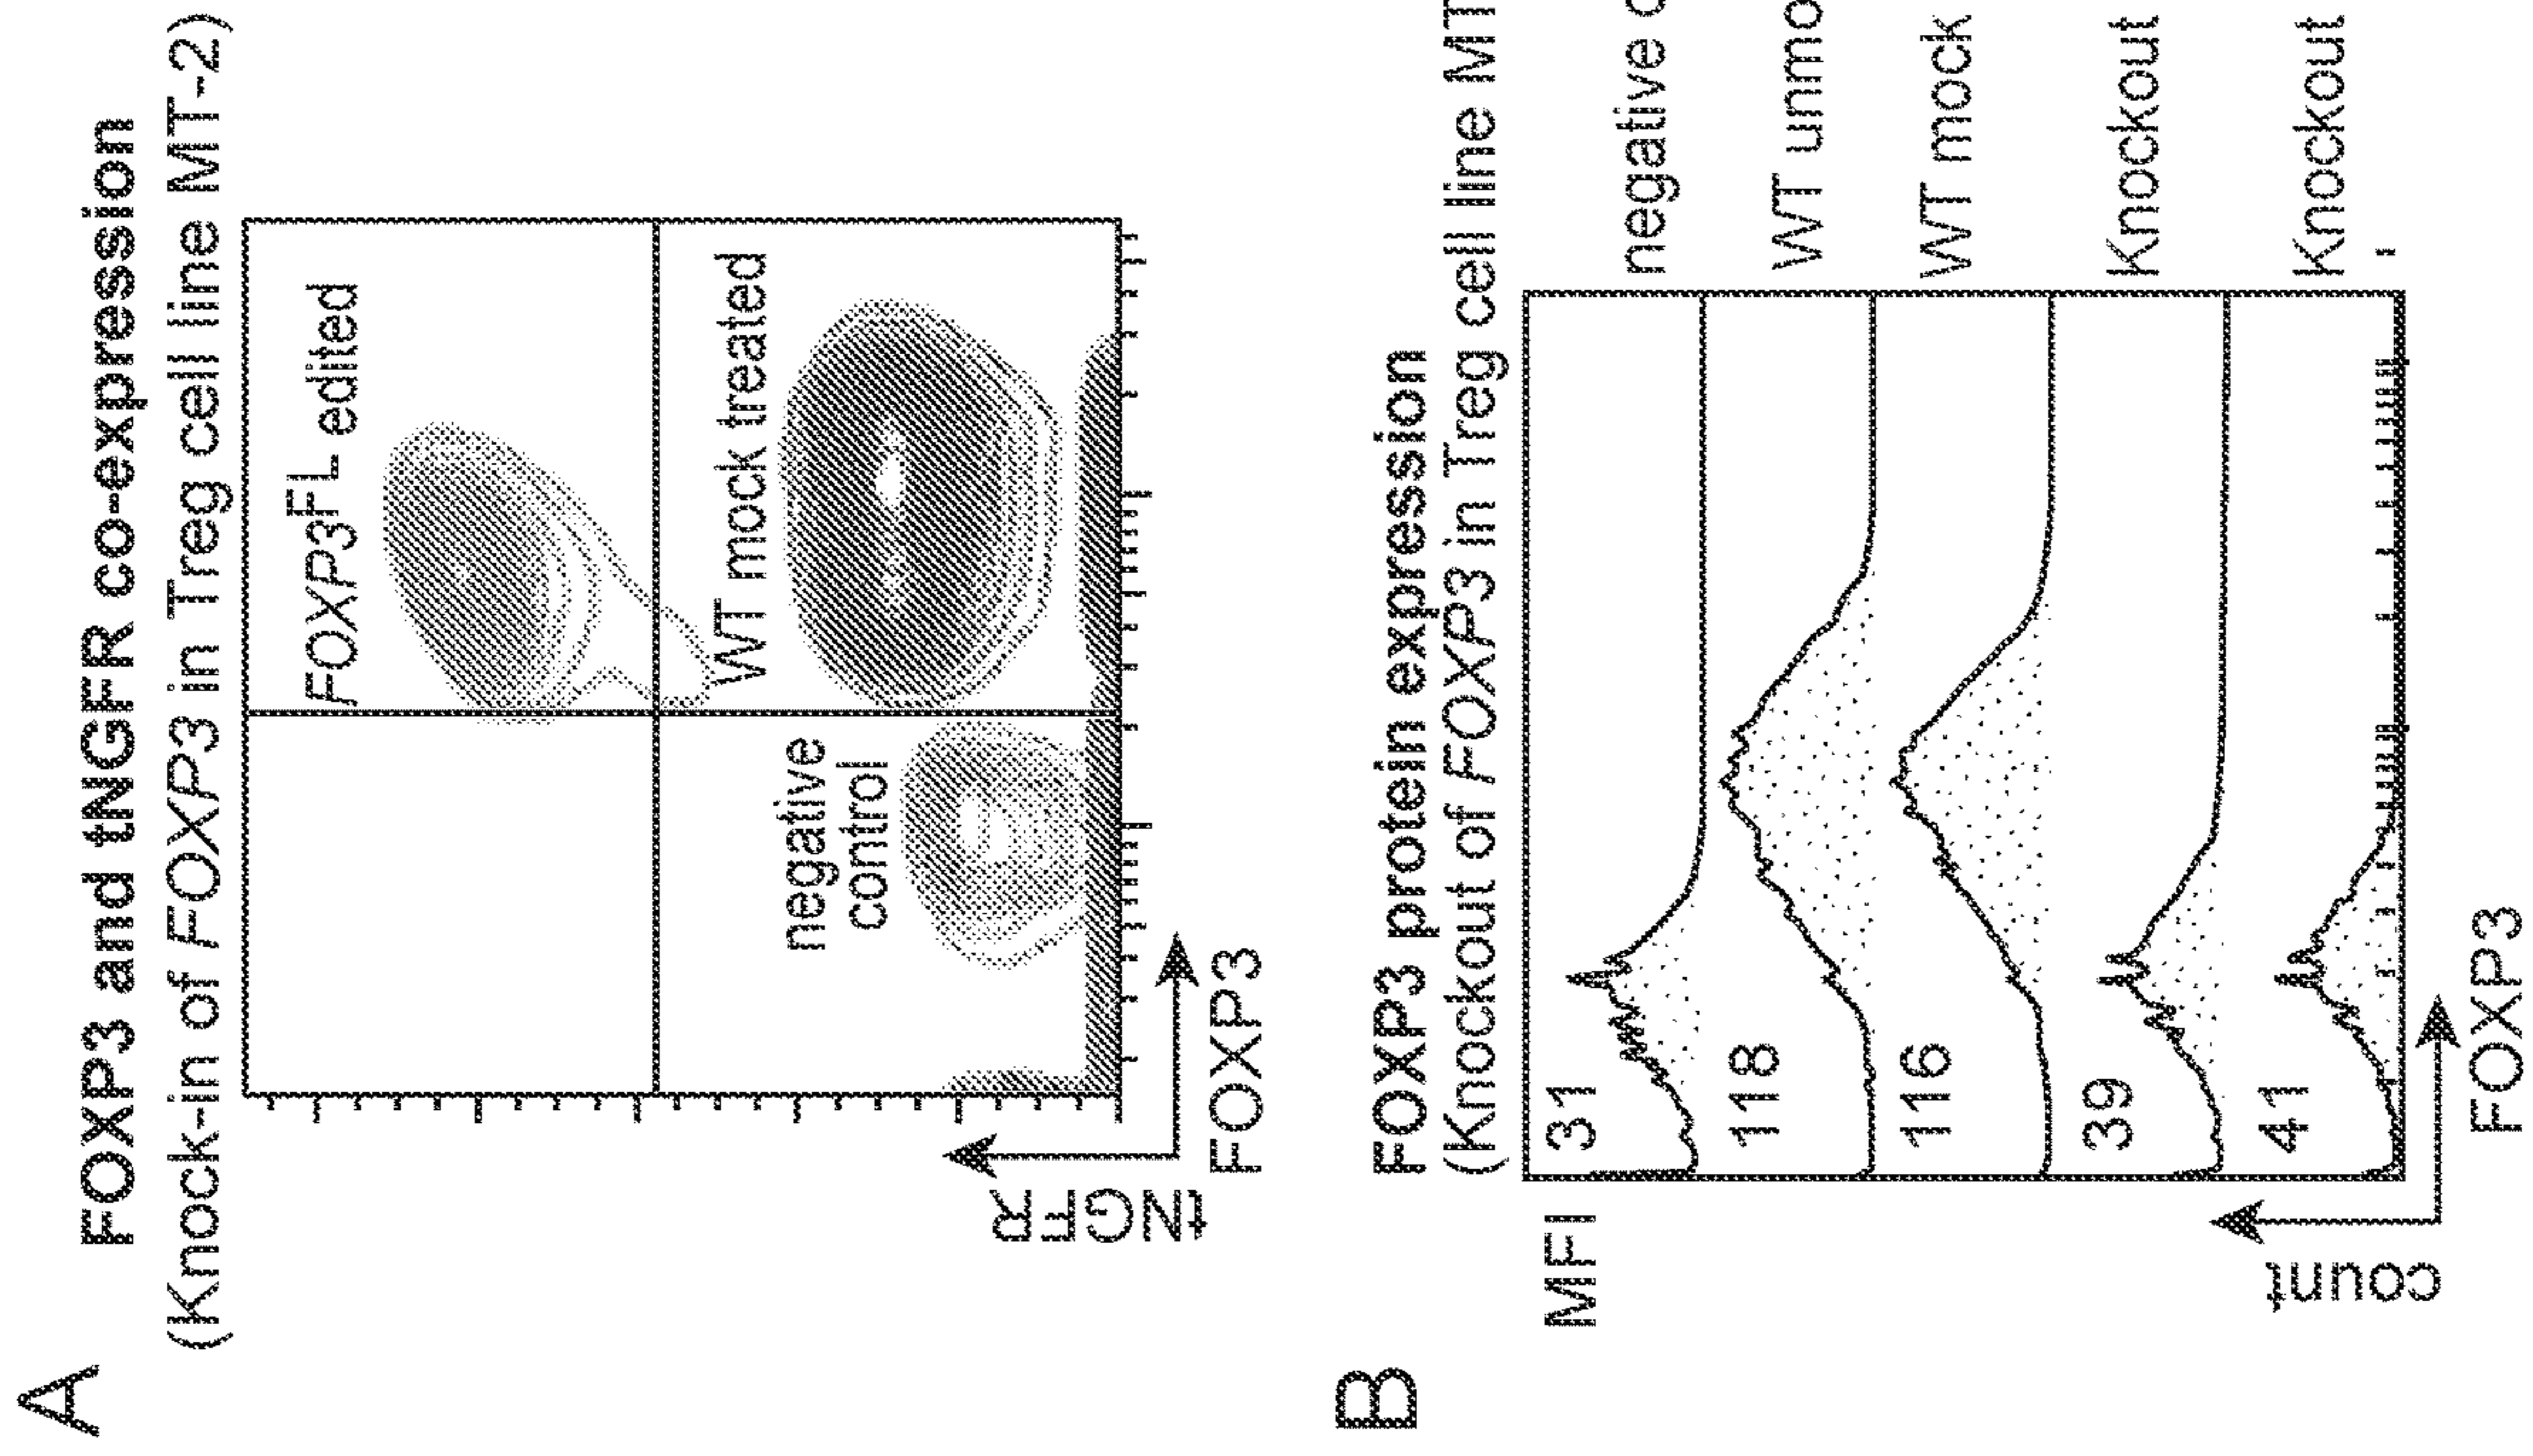 A
FOXP3 and tNGFR co-expression
(Knock-in of FOXP3 in Treg cell line MT-2)
FOXP3FL edited
WT mock treated
negative
control
tNGFR
FOXP3
B
FOXP3 protein expression
(Knockout of FOXP3 in Treg cell line MT
MFI
31
negative
118
WT unmo
116
WT mock
39
Knockout
41
Knockout
count
FOXP3